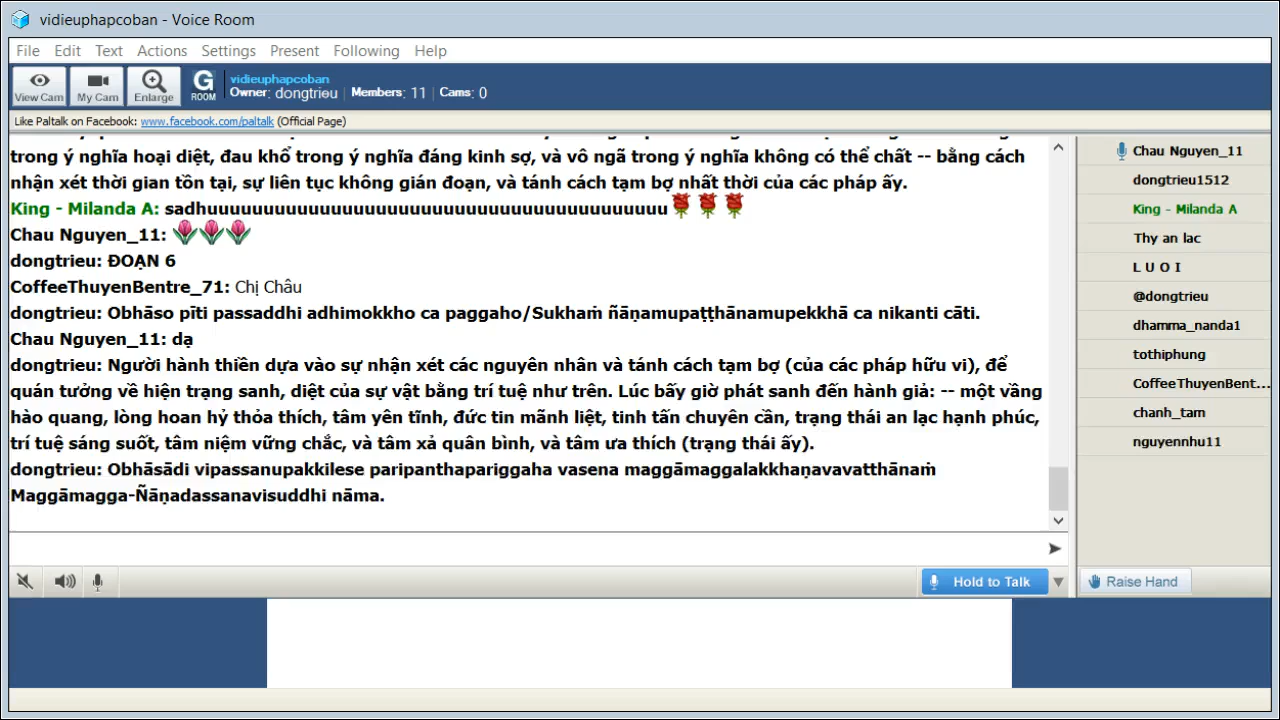 vidieuphapcoban - Voice Room
File Edit Text Actions Settings Present Following Help
View Cam My Cam Enlarge G ROOM vidieuphapcoban
Owner: dongtrieu | Members: 11 | Cams: 0
Like Paltalk on Facebook: www.facebook.com/paltalk (Official Page)
trong ý nghĩa hoại diệt, đau khổ trong ý nghĩa đáng kinh sợ, và vô ngã trong ý nghĩa không có thể chất -- bằng cách
nhận xét thời gian tồn tại, sự liên tục không gián đoạn, và tánh cách tạm bợ nhất thời của các pháp ấy.
King - Milanda A: sadhuuuuuuuuuuuuuuuuuuuuuuuuuuuuuuuuuuuuuuuuu
Chau Nguyen_11:
dongtrieu: ĐOẠN 6
CoffeeThuyenBentre_71: Chị Châu
dongtrieu: Obhāso pīti passaddhi adhimokkho ca paggaho/Sukhaṁ ñāṇamupaṭṭhānamupekkhā ca nikanti cāti.
Chau Nguyen_11: dạ
dongtrieu: Người hành thiền dựa vào sự nhận xét các nguyên nhân và tánh cách tạm bợ (của các pháp hữu vi), để
quán tưởng về hiện trạng sanh, diệt của sự vật bằng trí tuệ như trên. Lúc bấy giờ phát sanh đến hành giả: -- một vầng
hào quang, lòng hoan hỷ thỏa thích, tâm yên tĩnh, đức tin mãnh liệt, tinh tấn chuyên cần, trạng thái an lạc hạnh phúc,
trí tuệ sáng suốt, tâm niệm vững chắc, và tâm xả quân bình, và tâm ưa thích (trạng thái ấy).
dongtrieu: Obhāsādi vipassanupakkilese paripanthapariggaha vasena maggāmaggalakkhaṇavavatthānaṁ
Maggāmagga-Ñāṇadassanavisuddhi nāma.
Chau Nguyen_11
dongtrieu1512
King - Milanda A
Thy an lac
L U O I
@dongtrieu
dhamma_nanda1
tothiphung
CoffeeThuyenBent...
chanh_tam
nguyennhu11
Hold to Talk
Raise Hand